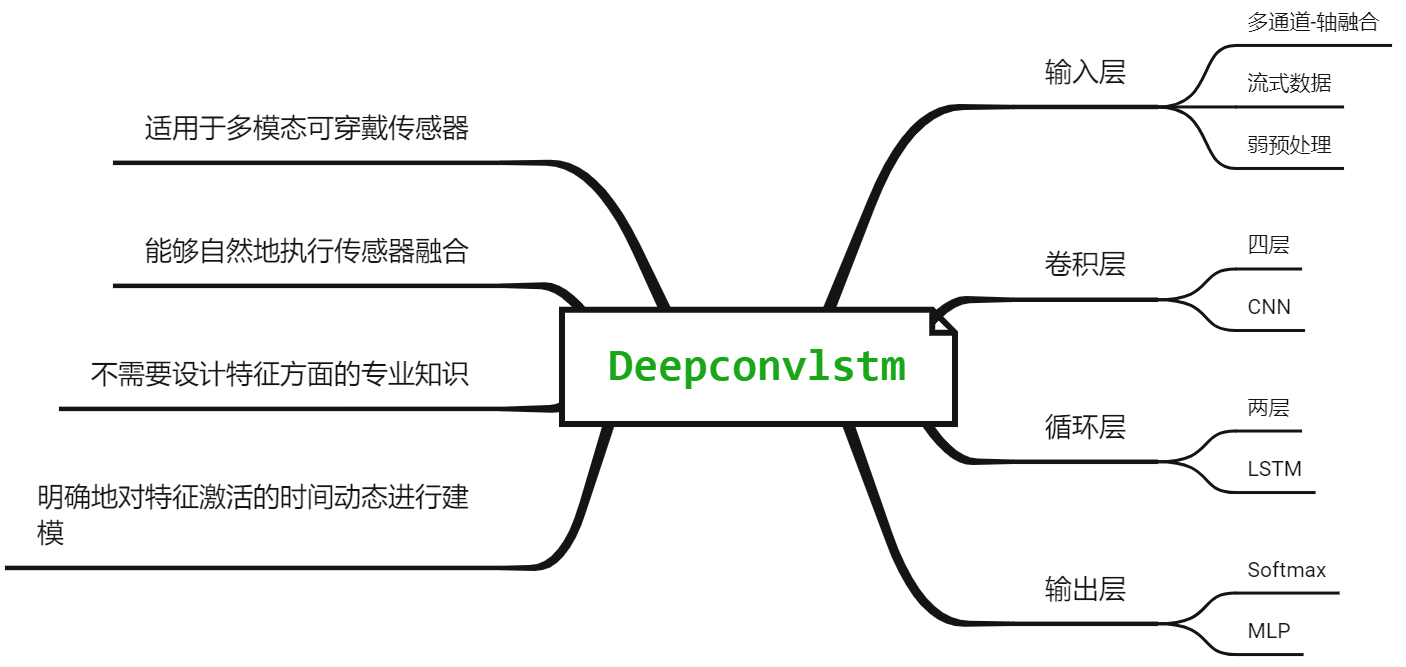 适用于多模态可穿戴传感器
能够自然地执行传感器融合
不需要设计特征方面的专业知识
明确地对特征激活的时间动态进行建
模
Deepconvlstm
输入层
多通道-轴融合
流式数据
弱预处理
卷积层
四层
CNN
循环层
两层
LSTM
输出层
Softmax
MLP